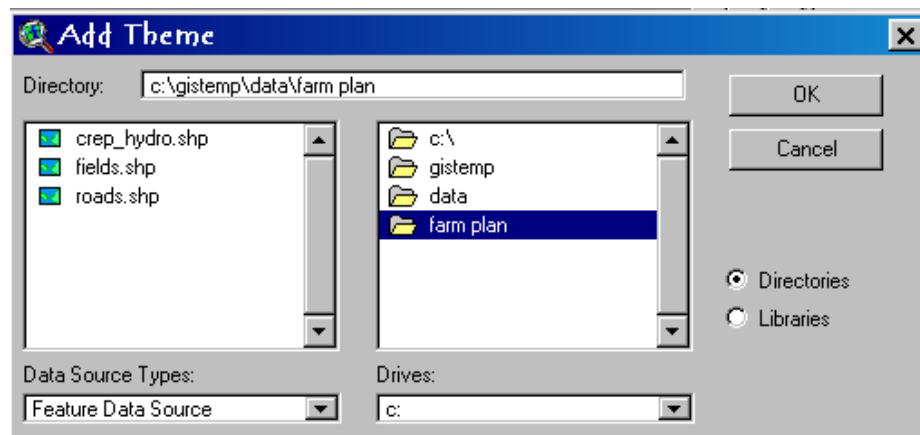 Add Theme
Directory: c:\gistemp\data\farm plan
OK
Cancel
crep_hydro.shp
fields.shp
roads.shp
c:\
gistemp
data
farm plan
Directories
Libraries
Data Source Types:
Feature Data Source
Drives:
c: